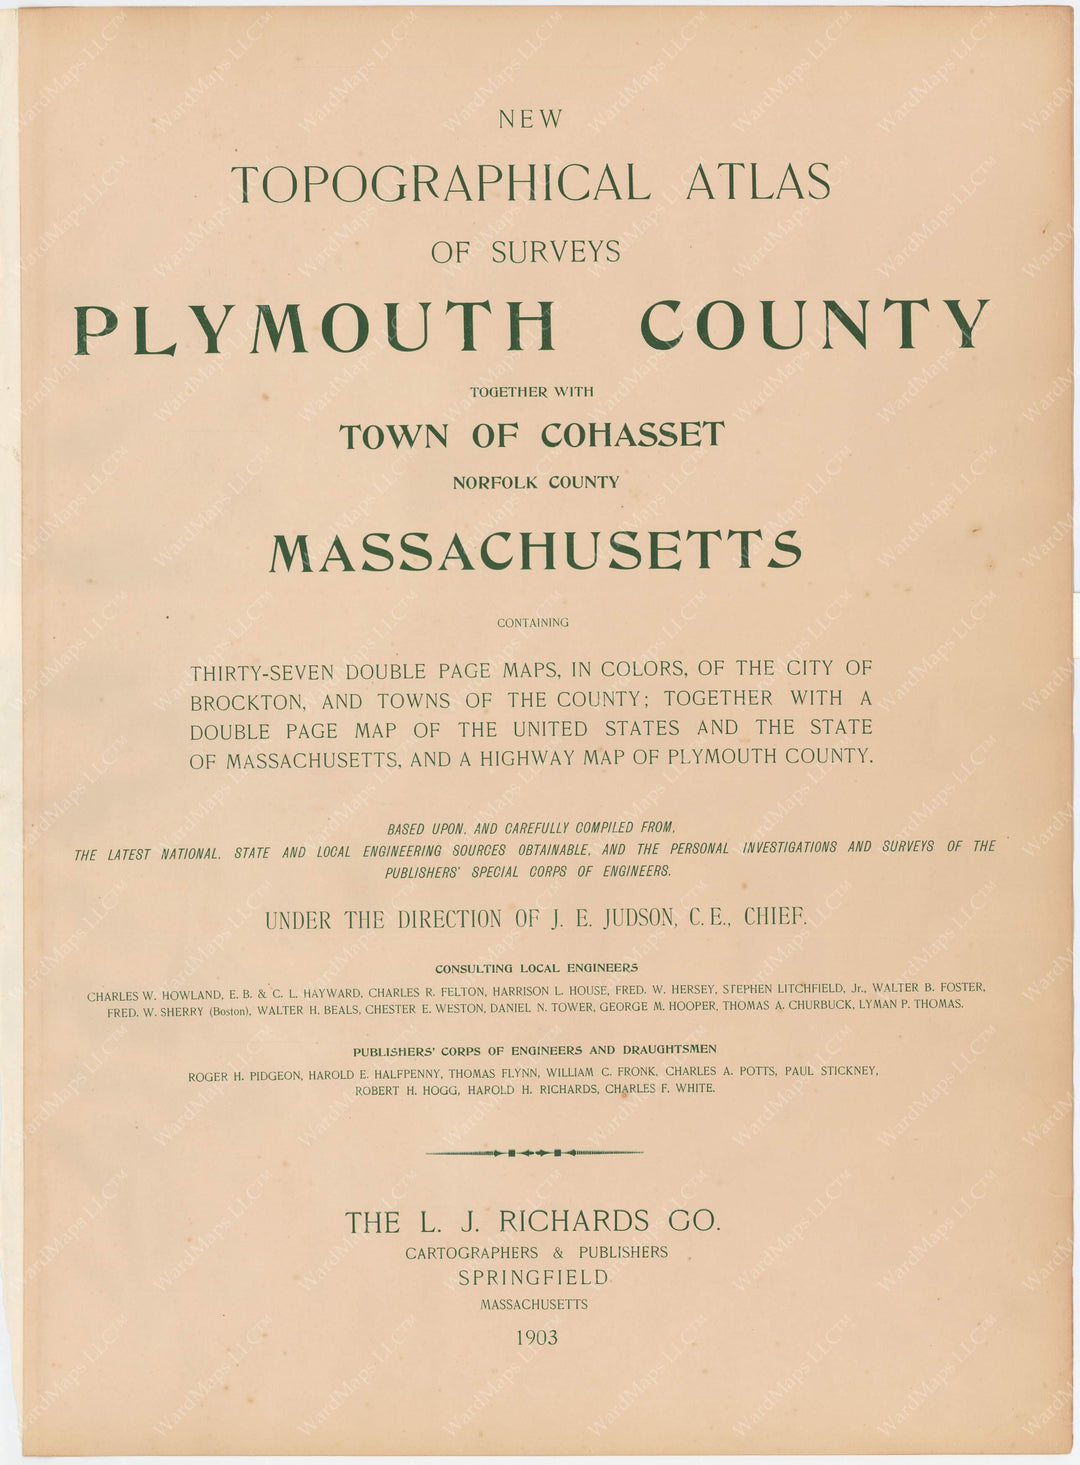 NEW
TOPOGRAPHICAL ATLAS
OF SURVEYS
PLYMOUTH COUNTY
TOGETHER WITH
TOWN OF COHASSET
NORFOLK COUNTY
MASSACHUSETTS
CONTAINING
THIRTY-SEVEN DOUBLE PAGE MAPS, IN COLORS, OF THE CITY OF
BROCKTON, AND TOWNS OF THE COUNTY; TOGETHER WITH A
DOUBLE PAGE MAP OF THE UNITED STATES AND THE STATE
OF MASSACHUSETTS, AND A HIGHWAY MAP OF PLYMOUTH COUNTY.
BASED UPON, AND CAREFULLY COMPILED FROM,
THE LATEST NATIONAL, STATE AND LOCAL ENGINEERING SOURCES OBTAINABLE, AND THE PERSONAL INVESTIGATIONS AND SURVEYS OF THE
PUBLISHERS' SPECIAL CORPS OF ENGINEERS.
UNDER THE DIRECTION OF J. E. JUDSON, C. E., CHIEF.
CONSULTING LOCAL ENGINEERS
CHARLES W. HOWLAND, E. B. & C. L. HAYWARD, CHARLES R. FELTON, HARRISON L. HOUSE, FRED. W. HERSEY, STEPHEN LITCHFIELD, Jr., WALTER B. FOSTER,
FRED. W. SHERRY (Boston), WALTER H. BEALS, CHESTER E. WESTON, DANIEL N. TOWER, GEORGE M. HOOPER, THOMAS A. CHURBUCK, LYMAN P. THOMAS.
PUBLISHERS' CORPS OF ENGINEERS AND DRAUGHTSMEN
ROGER H. PIDGEON, HAROLD E. HALFPENNY, THOMAS FLYNN, WILLIAM C. FRONK, CHARLES A. POTTS, PAUL STICKNEY,
ROBERT H. HOGG, HAROLD H. RICHARDS, CHARLES F. WHITE.
THE L. J. RICHARDS CO.
CARTOGRAPHERS & PUBLISHERS
SPRINGFIELD
MASSACHUSETTS
1903
WardMaps LLC™